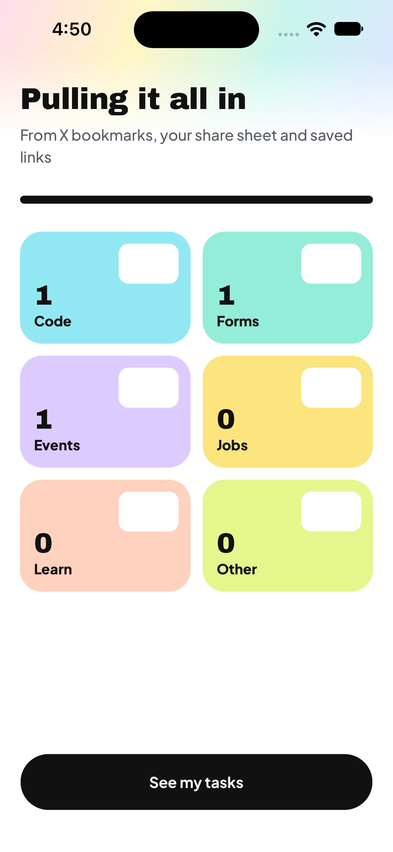 4:50
Pulling it all in
From X bookmarks, your share sheet and saved
links
1
Code
1
Forms
1
Events
0
Jobs
0
Learn
0
Other
See my tasks